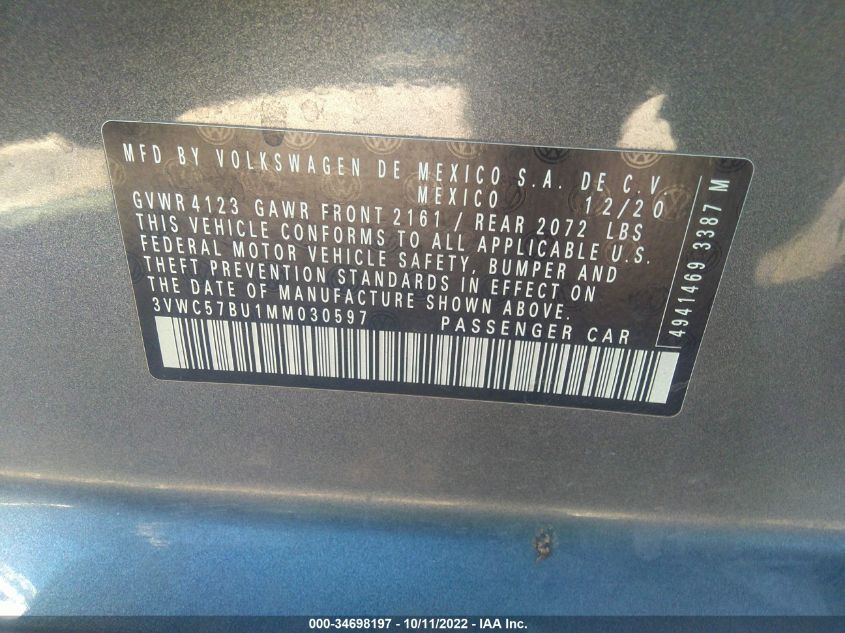 MFD BY VOLKSWAGEN DE MEXICO S.A. DE C.V.
MEXICO 12/20
GVWR 4123 GAWR FRONT 2161 / REAR 2072 LBS
THIS VEHICLE CONFORMS TO ALL APPLICABLE U.S.
FEDERAL MOTOR VEHICLE SAFETY, BUMPER AND
THEFT PREVENTION STANDARDS IN EFFECT ON
THE DATE OF MANUFACTURE SHOWN ABOVE.
3VWC57BU1MM030597 PASSENGER CAR
4941469 3387 M
000-34698197 - 10/11/2022 - IAA Inc.